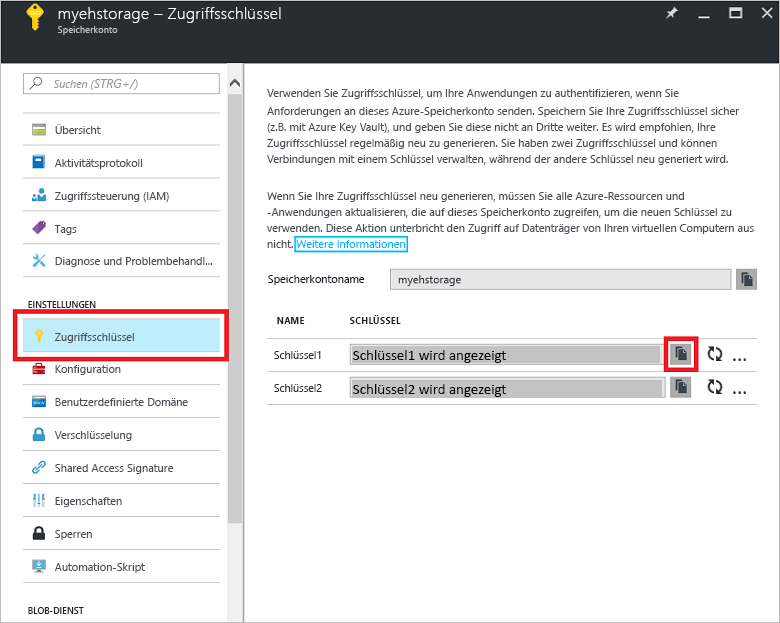 myehstorage – Zugriffsschlüssel
Speicherkonto
Suchen (STRG+/)
Übersicht
Aktivitätsprotokoll
Zugriffssteuerung (IAM)
Tags
Diagnose und Problembehandl...
EINSTELLUNGEN
Zugriffsschlüssel
Konfiguration
Benutzerdefinierte Domäne
Verschlüsselung
Shared Access Signature
Eigenschaften
Sperren
Automation-Skript
BLOB-DIENST
Verwenden Sie Zugriffsschlüssel, um Ihre Anwendungen zu authentifizieren, wenn Sie
Anforderungen an dieses Azure-Speicherkonto senden. Speichern Sie Ihre Zugriffsschlüssel sicher
(z.B. mit Azure Key Vault), und geben Sie diese nicht an Dritte weiter. Es wird empfohlen, Ihre
Zugriffsschlüssel regelmäßig neu zu generieren. Sie haben zwei Zugriffsschlüssel und können
Verbindungen mit einem Schlüssel verwalten, während der andere Schlüssel neu generiert wird.
Wenn Sie Ihre Zugriffsschlüssel neu generieren, müssen Sie alle Azure-Ressourcen und
-Anwendungen aktualisieren, die auf dieses Speicherkonto zugreifen, um die neuen Schlüssel zu
verwenden. Diese Aktion unterbricht den Zugriff auf Datenträger von Ihren virtuellen Computern aus
nicht. Weitere Informationen
Speicherkontoname myehstorage
NAME SCHLÜSSEL
Schlüssel1 Schlüssel1 wird angezeigt ...
Schlüssel2 Schlüssel2 wird angezeigt ...